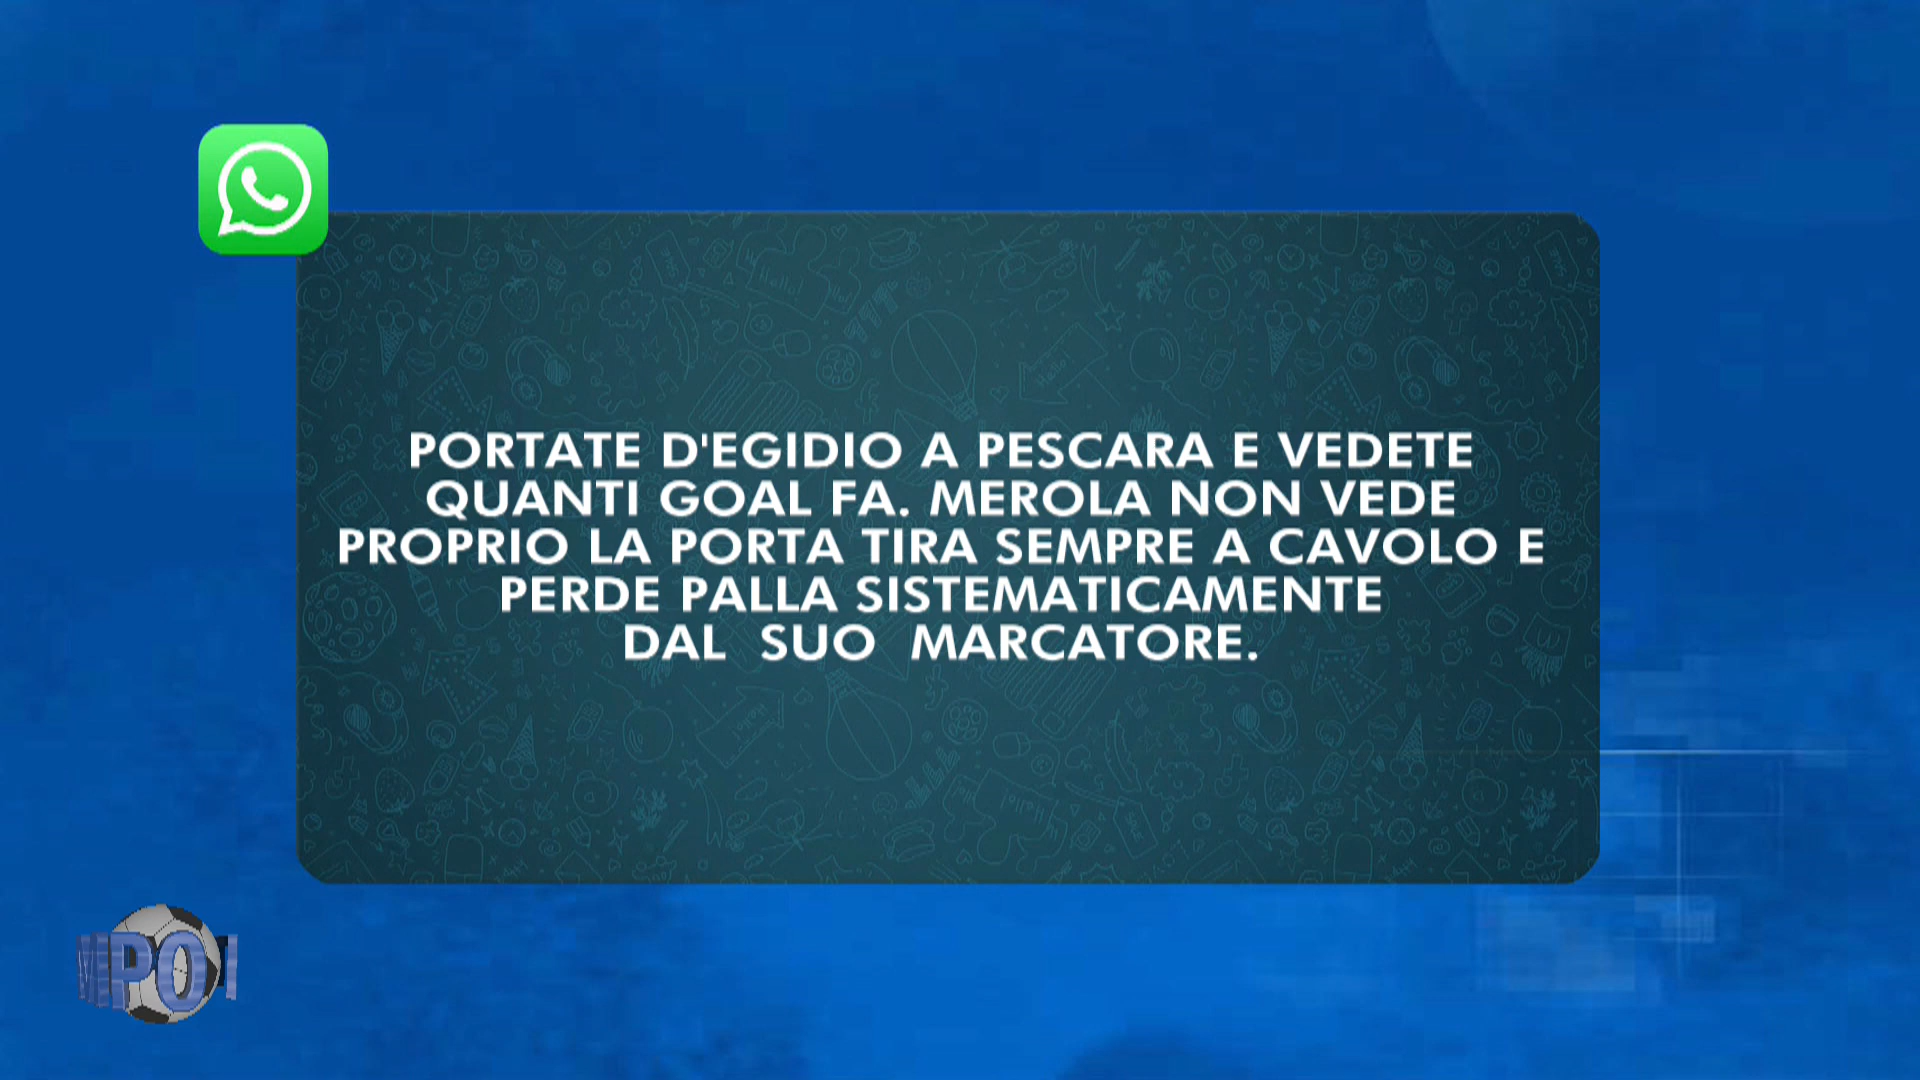 PORTATE D'EGIDIO A PESCARA E VEDETE
QUANTI GOAL FA. MEROLA NON VEDE
PROPRIO LA PORTA TIRA SEMPRE A CAVOLO E
PERDE PALLA SISTEMATICAMENTE
DAL SUO MARCATORE.